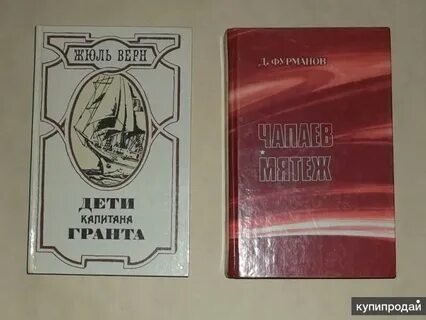 ЖЮЛЬ ВЕРН
ДЕТИ
КАПИТАНА
ГРАНТА
Д. ФУРМАНОВ
ЧАПАЕВ
МЯТЕЖ
купипродай